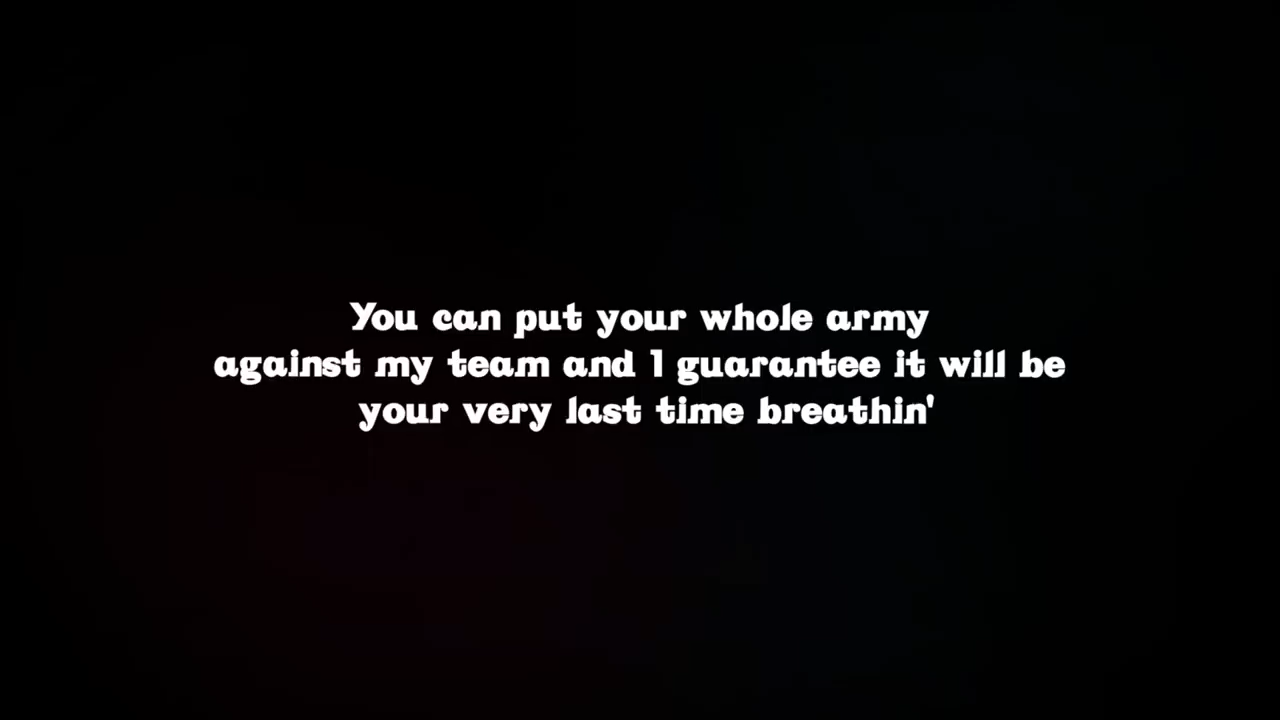 You can put your whole army
against my team and I guarantee it will be
your very last time breathin'